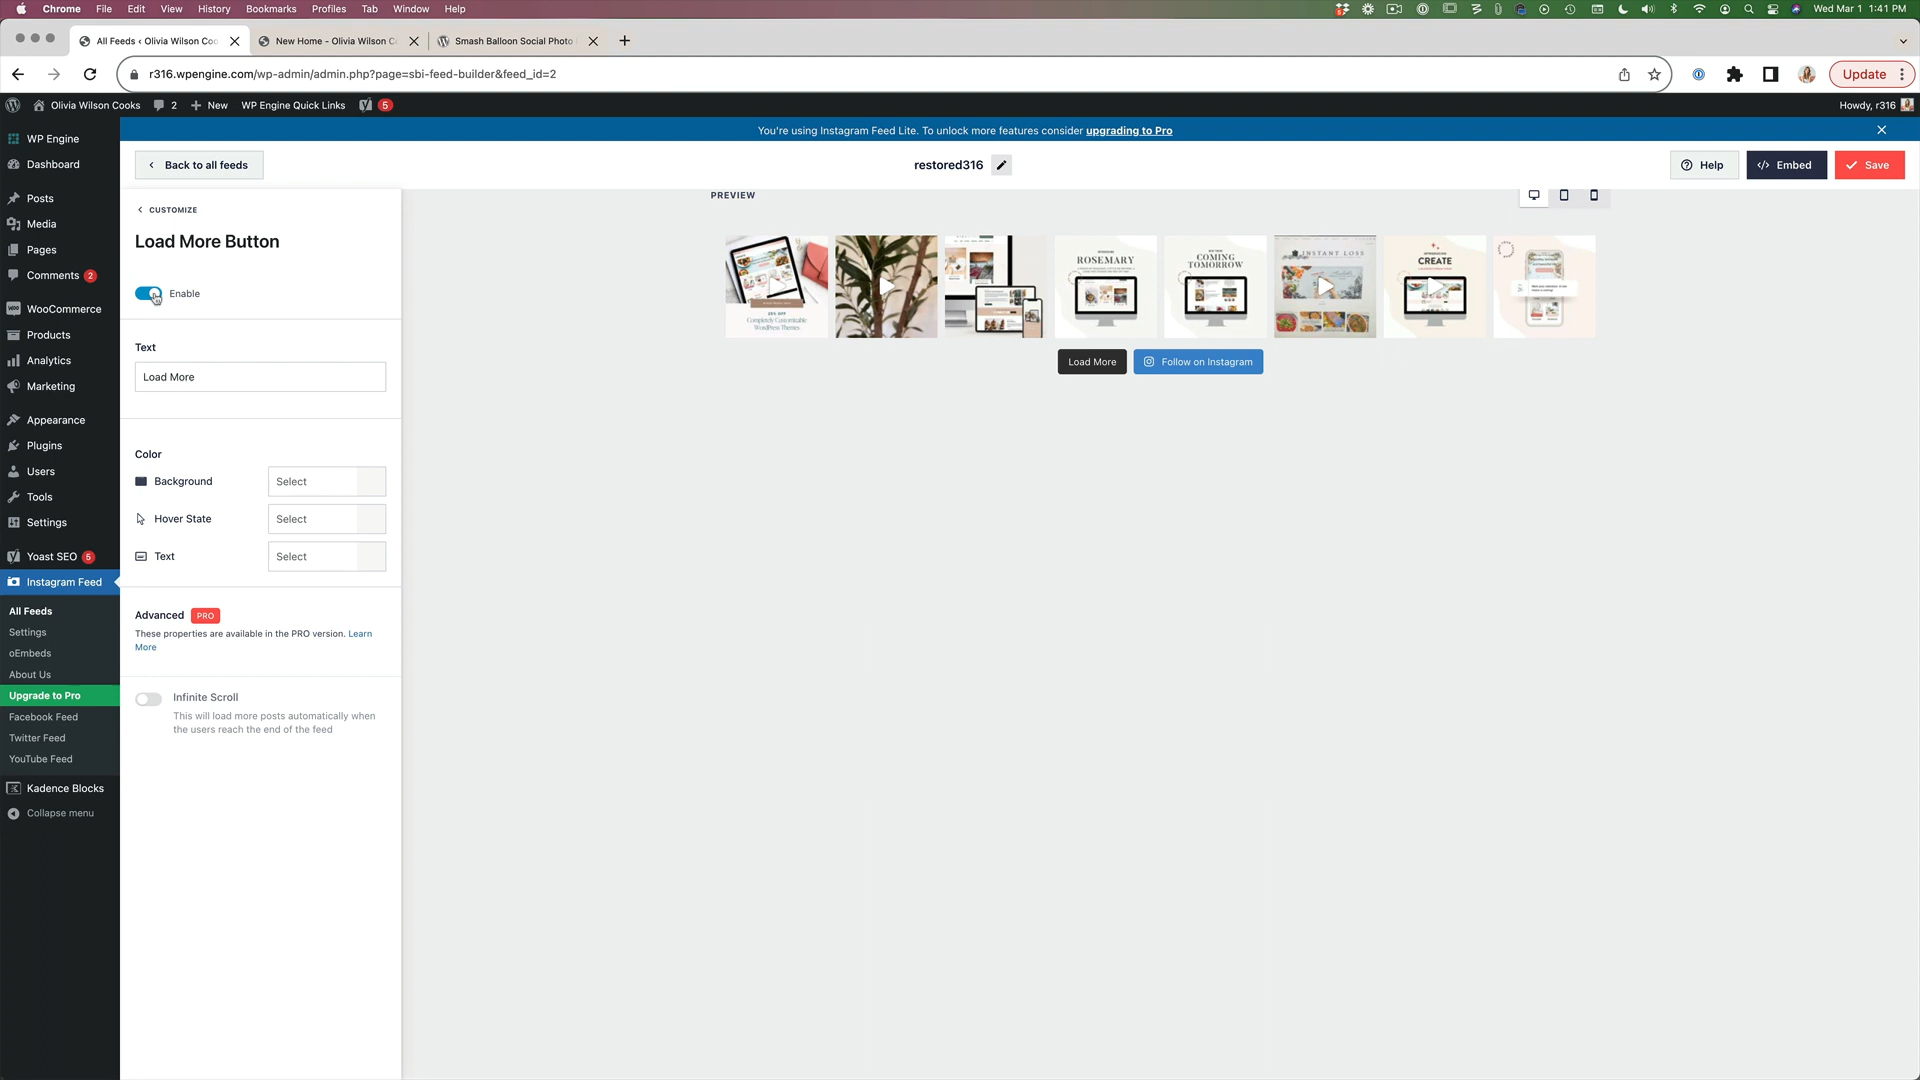 Chrome File Edit View History Bookmarks Profiles Tab Window Help Wed Mar 1 1:41 PM
All Feeds ‹ Olivia Wilson Coo New Home - Olivia Wilson C Smash Balloon Social Photo
r316.wpengine.com/wp-admin/admin.php?page=sbi-feed-builder&feed_id=2 Update
Olivia Wilson Cooks 2 New WP Engine Quick Links 5 Howdy, r316
WP Engine
Dashboard
Posts
Media
Pages
Comments 2
WooCommerce
Products
Analytics
Marketing
Appearance
Plugins
Users
Tools
Settings
Yoast SEO 5
Instagram Feed
All Feeds
Settings
oEmbeds
About Us
Upgrade to Pro
Facebook Feed
Twitter Feed
YouTube Feed
Kadence Blocks
Collapse menu
You're using Instagram Feed Lite. To unlock more features consider upgrading to Pro
Back to all feeds restored316 Help Embed Save
CUSTOMIZE
Load More Button
Enable
Text
Load More
Color
Background Select
Hover State Select
Text Select
Advanced PRO
These properties are available in the PRO version. Learn
More
Infinite Scroll
This will load more posts automatically when
the users reach the end of the feed
PREVIEW
25% OFF
Completely Customizable
WordPress Themes
ROSEMARY
COMING
TOMORROW
INSTANT LOSS
INTRODUCING
CREATE
Load More Follow on Instagram